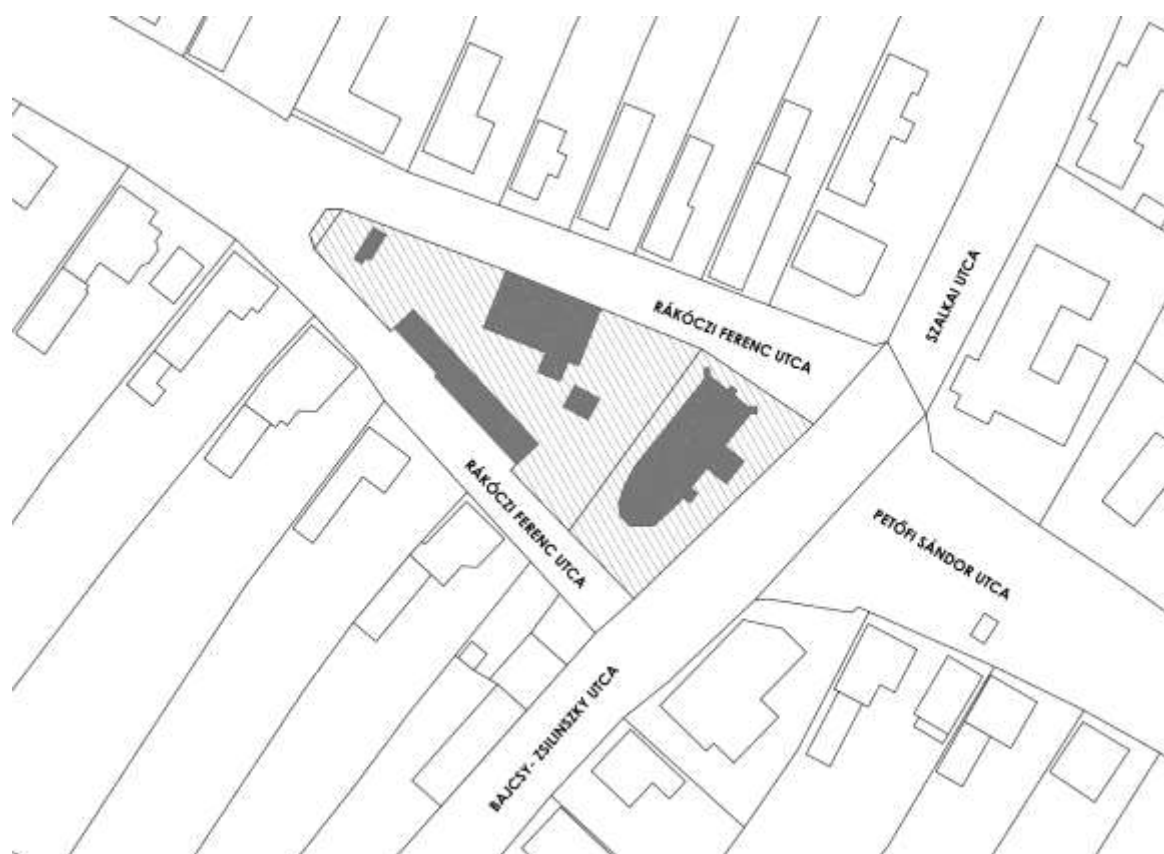 SZALKAI UTCA
RÁKÓCZI FERENC UTCA
RÁKÓCZI FERENC UTCA
PETŐFI SÁNDOR UTCA
BAJCSY- ZSILINSZKY UTCA